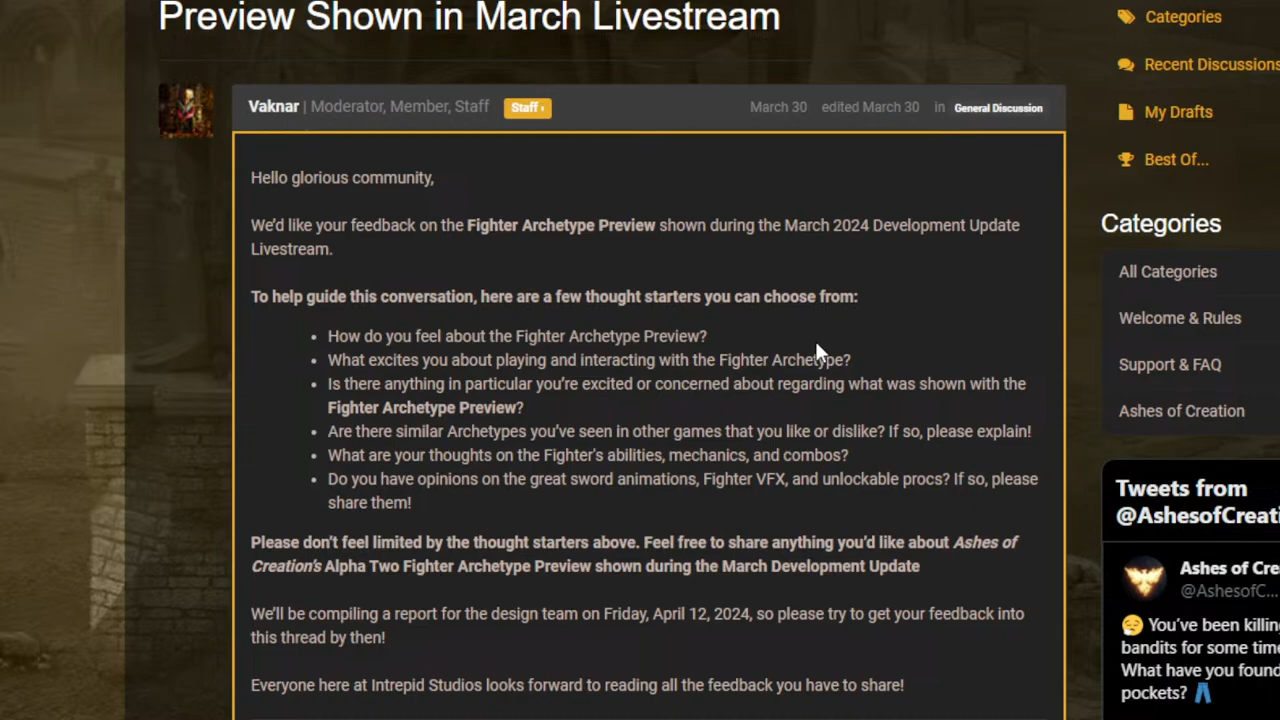 Preview Shown in March Livestream
Vaknar | Moderator, Member, Staff Staff ›
March 30 edited March 30 in General Discussion
Hello glorious community,
We'd like your feedback on the Fighter Archetype Preview shown during the March 2024 Development Update
Livestream.
To help guide this conversation, here are a few thought starters you can choose from:
• How do you feel about the Fighter Archetype Preview?
• What excites you about playing and interacting with the Fighter Archetype?
• Is there anything in particular you're excited or concerned about regarding what was shown with the
Fighter Archetype Preview?
• Are there similar Archetypes you've seen in other games that you like or dislike? If so, please explain!
• What are your thoughts on the Fighter's abilities, mechanics, and combos?
• Do you have opinions on the great sword animations, Fighter VFX, and unlockable procs? If so, please
share them!
Please don't feel limited by the thought starters above. Feel free to share anything you'd like about Ashes of
Creation's Alpha Two Fighter Archetype Preview shown during the March Development Update
We'll be compiling a report for the design team on Friday, April 12, 2024, so please try to get your feedback into
this thread by then!
Everyone here at Intrepid Studios looks forward to reading all the feedback you have to share!
Categories
Recent Discussions
My Drafts
Best Of...
Categories
All Categories
Welcome & Rules
Support & FAQ
Ashes of Creation
Tweets from
@AshesofCreati
Ashes of Cre
@AshesofC...
😮‍💨 You've been killing
bandits for some time
What have you found
pockets? 👖